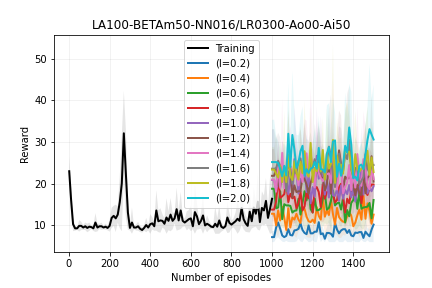 LA100-BETAm50-NN016/LR0300-Ao00-Ai50
Training
(l=0.2)
(l=0.4)
(l=0.6)
(l=0.8)
(l=1.0)
(l=1.2)
(l=1.4)
(l=1.6)
(l=1.8)
(l=2.0)
Reward
50
40
30
20
10
0 200 400 600 800 1000 1200 1400
Number of episodes